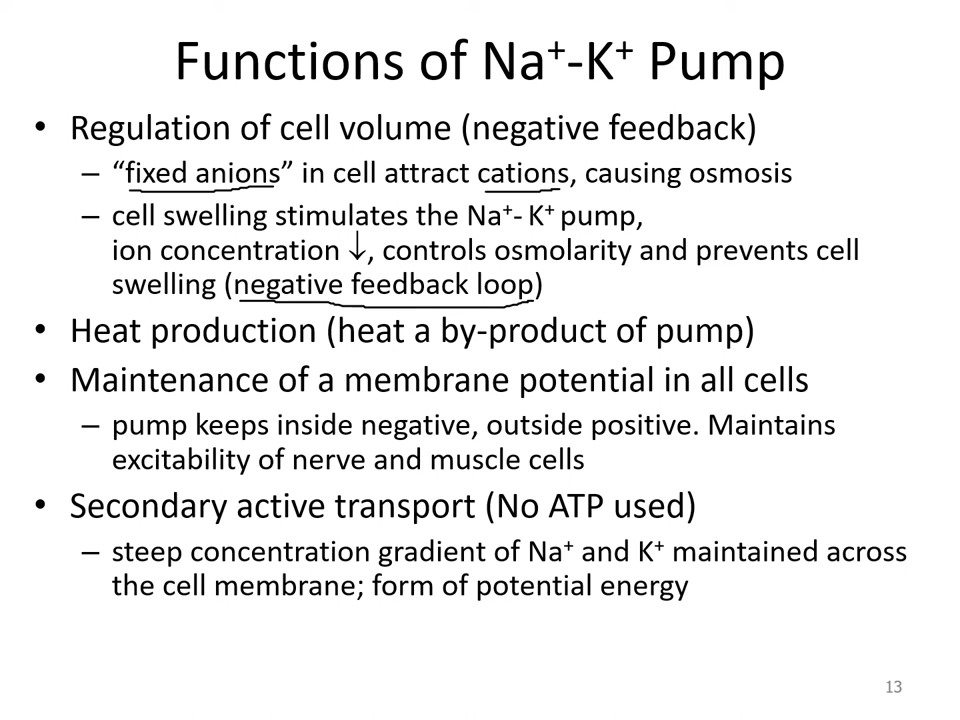 Functions of Na⁺-K⁺ Pump
• Regulation of cell volume (negative feedback)
– “fixed anions” in cell attract cations, causing osmosis
– cell swelling stimulates the Na⁺- K⁺ pump,
ion concentration ↓, controls osmolarity and prevents cell
swelling (negative feedback loop)
• Heat production (heat a by-product of pump)
• Maintenance of a membrane potential in all cells
– pump keeps inside negative, outside positive. Maintains
excitability of nerve and muscle cells
• Secondary active transport (No ATP used)
– steep concentration gradient of Na⁺ and K⁺ maintained across
the cell membrane; form of potential energy
13